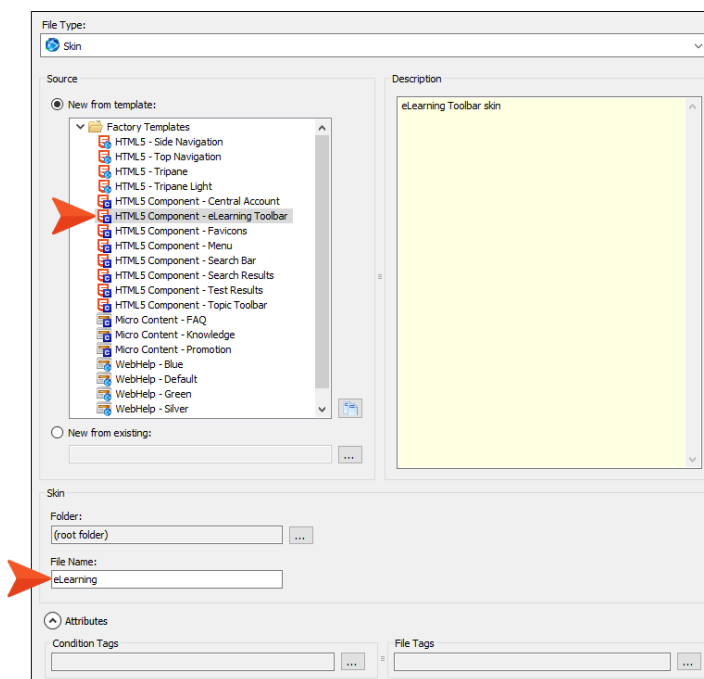 File Type:
Skin
Source
New from template:
Factory Templates
HTML5 - Side Navigation
HTML5 - Top Navigation
HTML5 - Tripane
HTML5 - Tripane Light
HTML5 Component - Central Account
HTML5 Component - eLearning Toolbar
HTML5 Component - Favicons
HTML5 Component - Menu
HTML5 Component - Search Bar
HTML5 Component - Search Results
HTML5 Component - Test Results
HTML5 Component - Topic Toolbar
Micro Content - FAQ
Micro Content - Knowledge
Micro Content - Promotion
WebHelp - Blue
WebHelp - Default
WebHelp - Green
WebHelp - Silver
New from existing:
...
Description
eLearning Toolbar skin
Skin
Folder:
(root folder)
...
File Name:
eLearning
Attributes
Condition Tags
...
File Tags
...